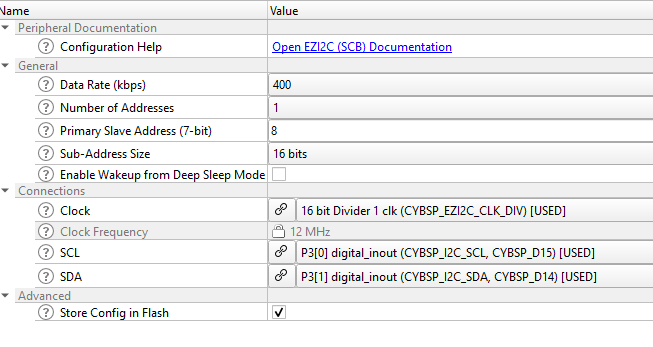 Name Value
Peripheral Documentation
? Configuration Help Open EZI2C (SCB) Documentation
General
? Data Rate (kbps) 400
? Number of Addresses 1
? Primary Slave Address (7-bit) 8
? Sub-Address Size 16 bits
? Enable Wakeup from Deep Sleep Mode
Connections
? Clock 16 bit Divider 1 clk (CYBSP_EZI2C_CLK_DIV) [USED]
? Clock Frequency 12 MHz
? SCL P3[0] digital_inout (CYBSP_I2C_SCL, CYBSP_D15) [USED]
? SDA P3[1] digital_inout (CYBSP_I2C_SDA, CYBSP_D14) [USED]
Advanced
? Store Config in Flash